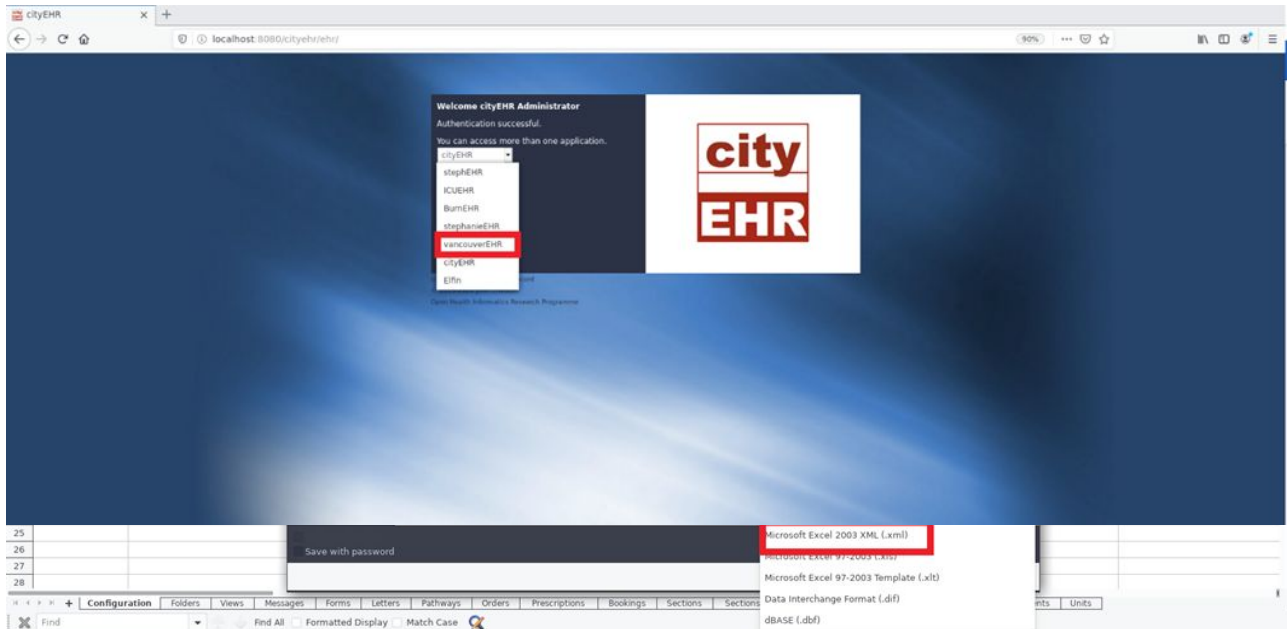 cityEHR
localhost:8080/cityehr/ehr/
90%
Welcome cityEHR Administrator
Authentication successful.
You can access more than one application.
cityEHR
stephEHR
ICUEHR
BurnEHR
stephanieEHR
vancouverEHR
cityEHR
Elfin
Open Health Informatics Research Programme
city
EHR
25
26
27
28
Save with password
Microsoft Excel 2003 XML (.xml)
Microsoft Excel 97-2003 (.xls)
Microsoft Excel 97-2003 Template (.xlt)
Data Interchange Format (.dif)
dBASE (.dbf)
Configuration Folders Views Messages Forms Letters Pathways Orders Prescriptions Bookings Sections Sections Units
Find Find All Formatted Display Match Case